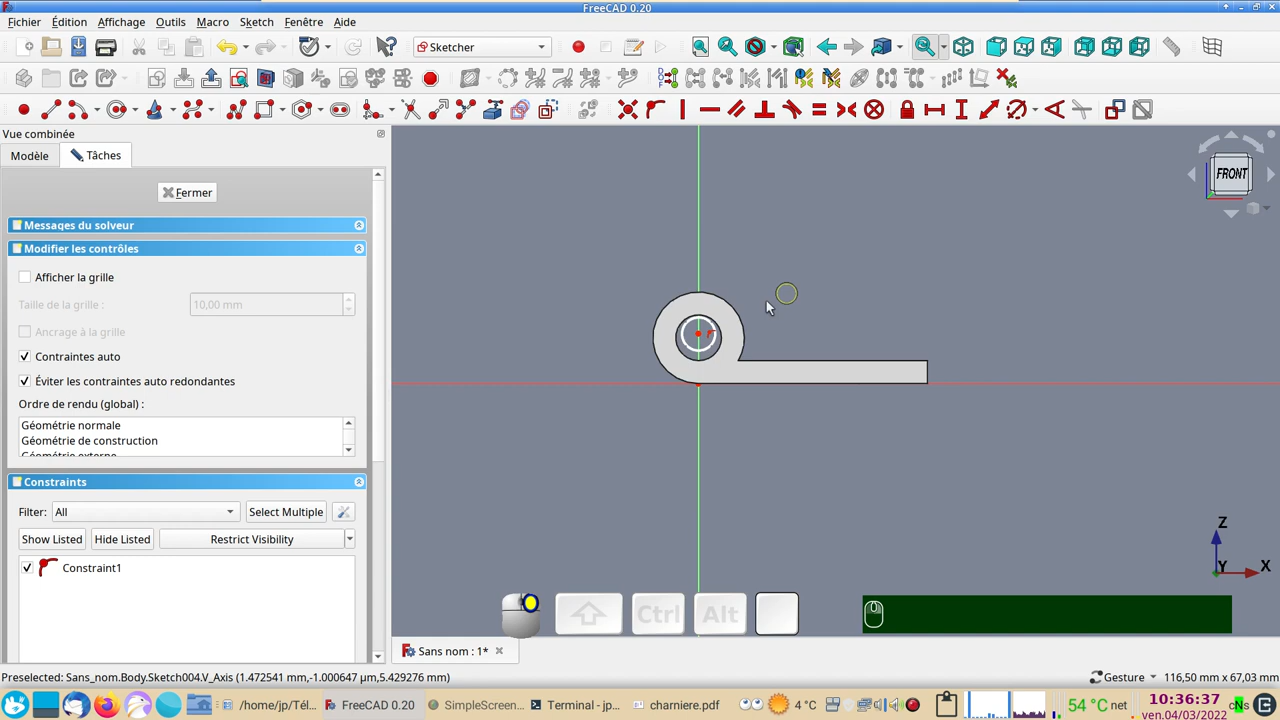 FreeCAD 0.20
Fichier Édition Affichage Outils Macro Sketch Fenêtre Aide
Sketcher
Vue combinée
Modèle Tâches
Fermer
Messages du solveur
Modifier les contrôles
Afficher la grille
Taille de la grille : 10,00 mm
Ancrage à la grille
Contraintes auto
Éviter les contraintes auto redondantes
Ordre de rendu (global) :
Géométrie normale
Géométrie de construction
Géométrie externe
Constraints
Filter: All Select Multiple
Show Listed Hide Listed Restrict Visibility
Constraint1
FRONT
Z
Y X
Ctrl Alt
Sans nom : 1*
Preselected: Sans_nom.Body.Sketch004.V_Axis (1.472541 mm,-1.000647 µm,5.429276 mm) Gesture 116,50 mm x 67,03 mm
/home/jp/Tél... FreeCAD 0.20 SimpleScreen... Terminal - jp... charniere.pdf 4 °C 54 °C net 10:36:37
ven.04/03/2022